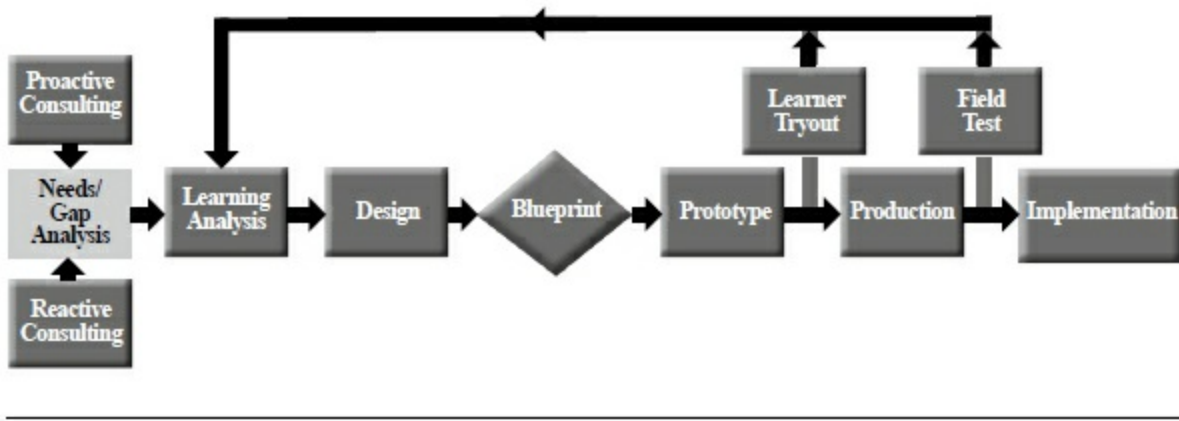 Proactive
Consulting
Learner
Tryout
Field
Test
Needs/
Gap
Analysis
Learning
Analysis
Design
Blueprint
Prototype
Production
Implementation
Reactive
Consulting